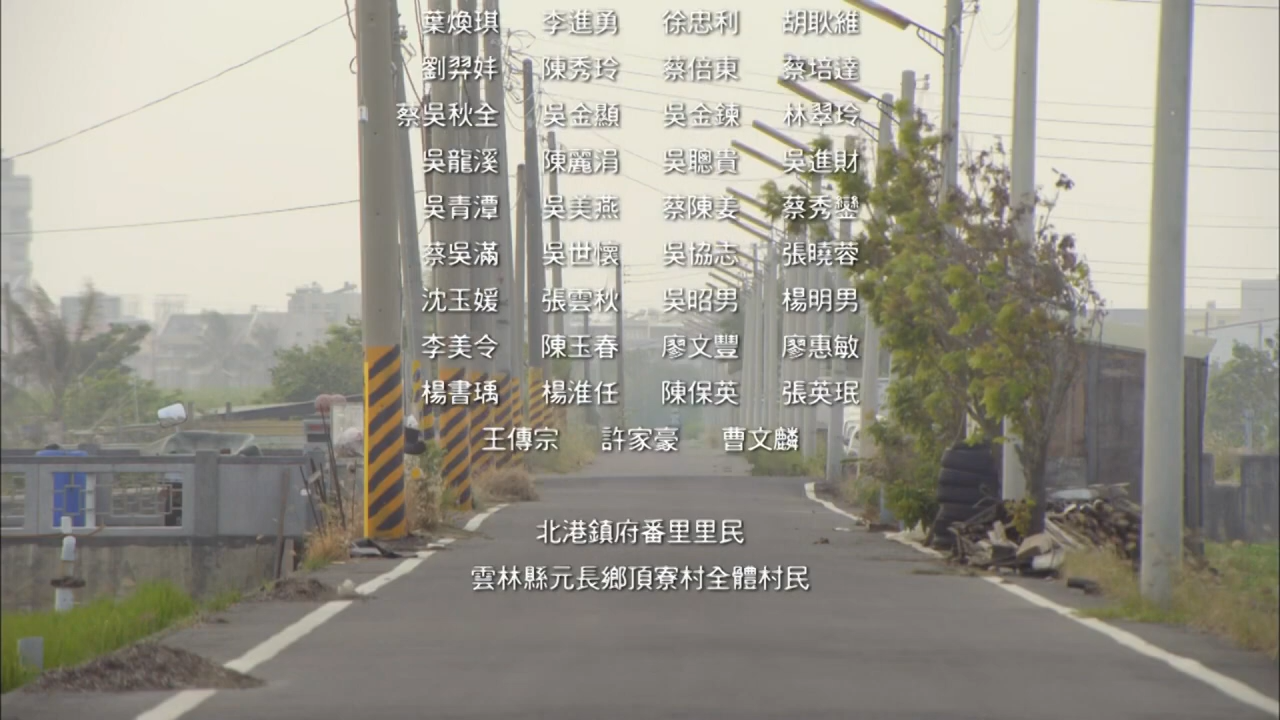 葉煥琪 李進勇 徐忠利 胡耿維
劉羿妦 陳秀玲 蔡倍東 蔡培達
蔡吳秋全 吳金顯 吳金鍊 林翠玲
吳龍溪 陳麗涓 吳聰貴 吳進財
吳青潭 吳美燕 蔡陳姜 蔡秀鑾
蔡吳滿 吳世懷 吳協志 張曉蓉
沈玉媛 張雲秋 吳昭男 楊明男
李美令 陳玉春 廖文豐 廖惠敏
楊書瑀 楊淮任 陳保英 張英珉
王傳宗 許家豪 曹文麟
北港鎮府番里里民
雲林縣元長鄉頂寮村全體村民